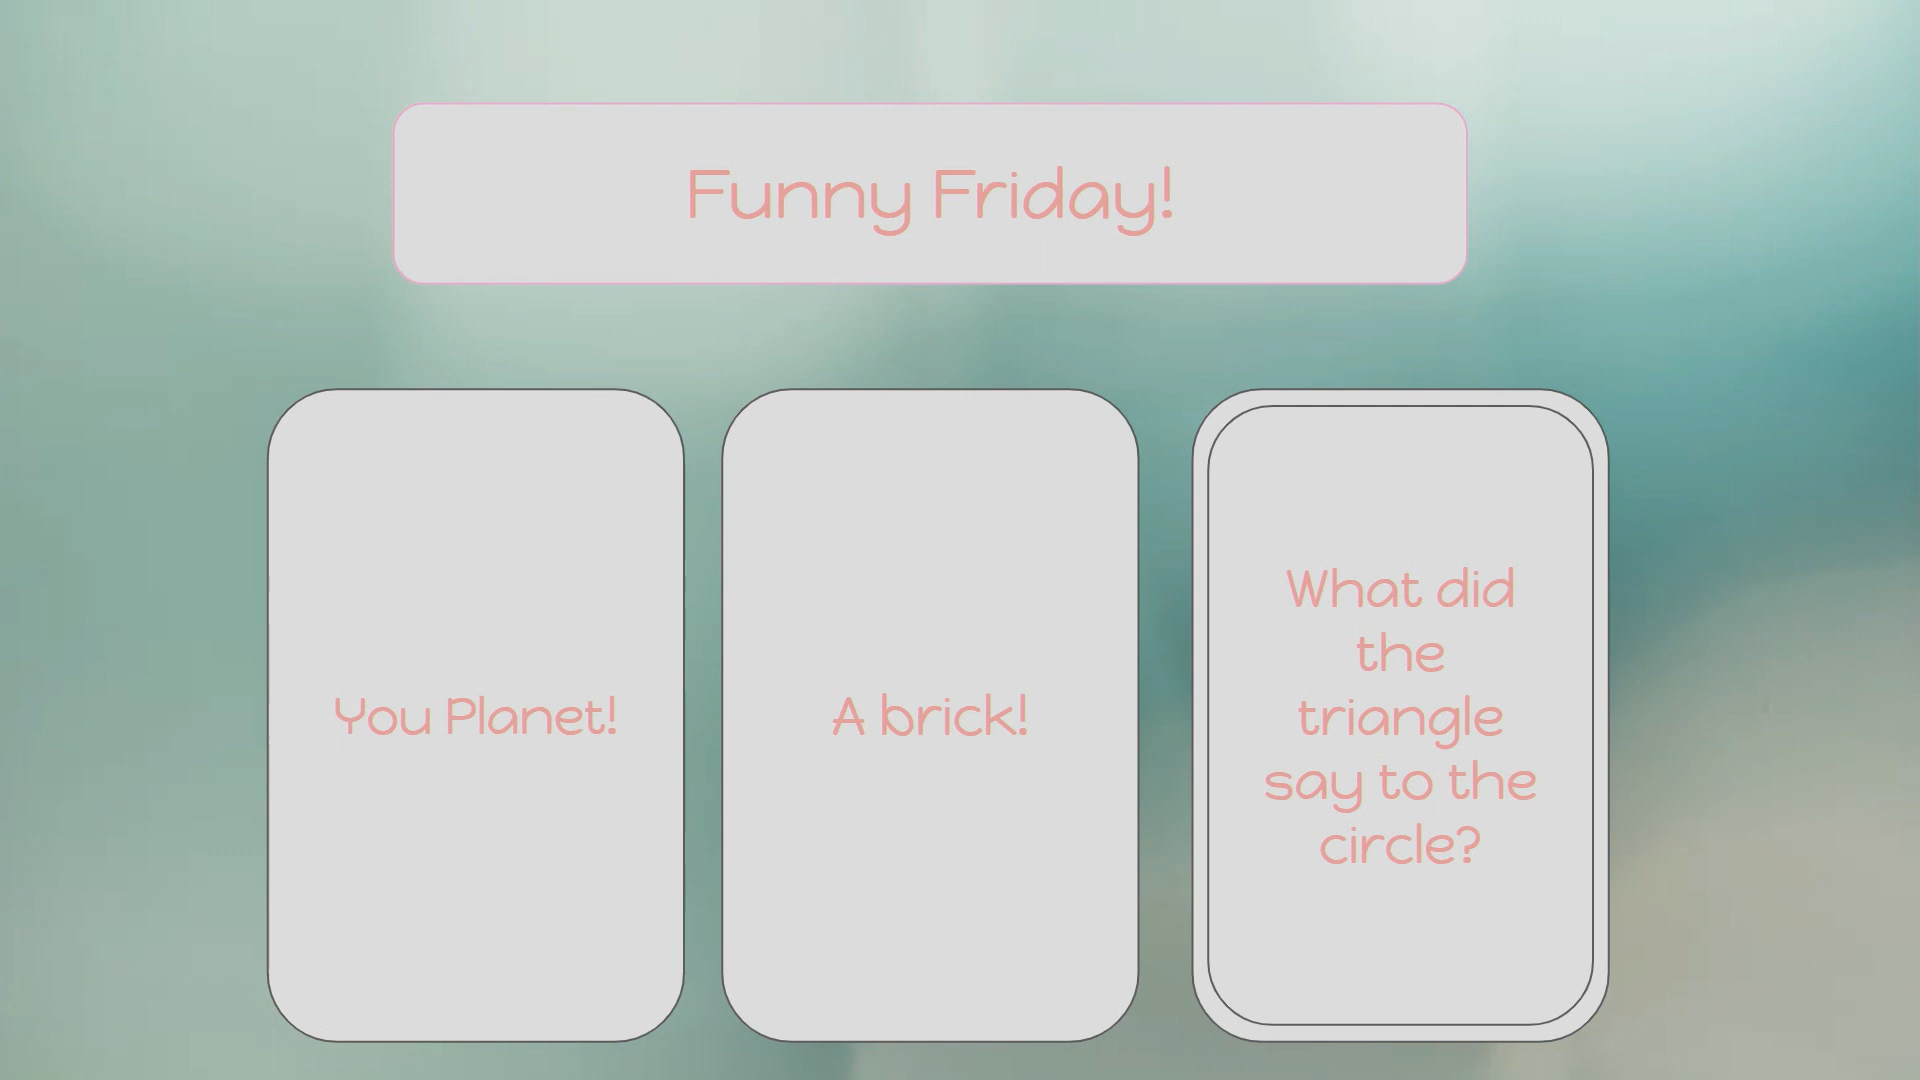 Funny Friday!
You Planet!
A brick!
What did
the
triangle
say to the
circle?